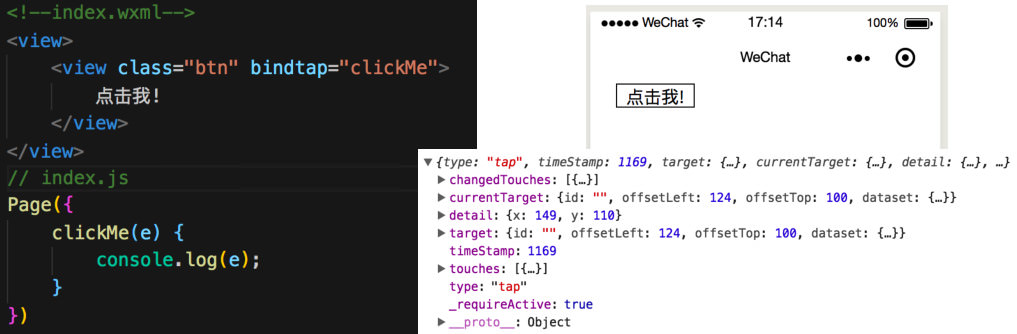 <!--index.wxml-->
<view>
    <view class="btn" bindtap="clickMe">
        点击我!
    </view>
</view>
// index.js
Page({
    clickMe(e) {
        console.log(e);
    }
})
WeChat 17:14 100%
WeChat
点击我!
▼{type: "tap", timeStamp: 1169, target: {…}, currentTarget: {…}, detail: {…}, …}
▶changedTouches: [{…}]
▶currentTarget: {id: "", offsetLeft: 124, offsetTop: 100, dataset: {…}}
▶detail: {x: 149, y: 110}
▶target: {id: "", offsetLeft: 124, offsetTop: 100, dataset: {…}}
timeStamp: 1169
▶touches: [{…}]
type: "tap"
_requireActive: true
▶__proto__: Object